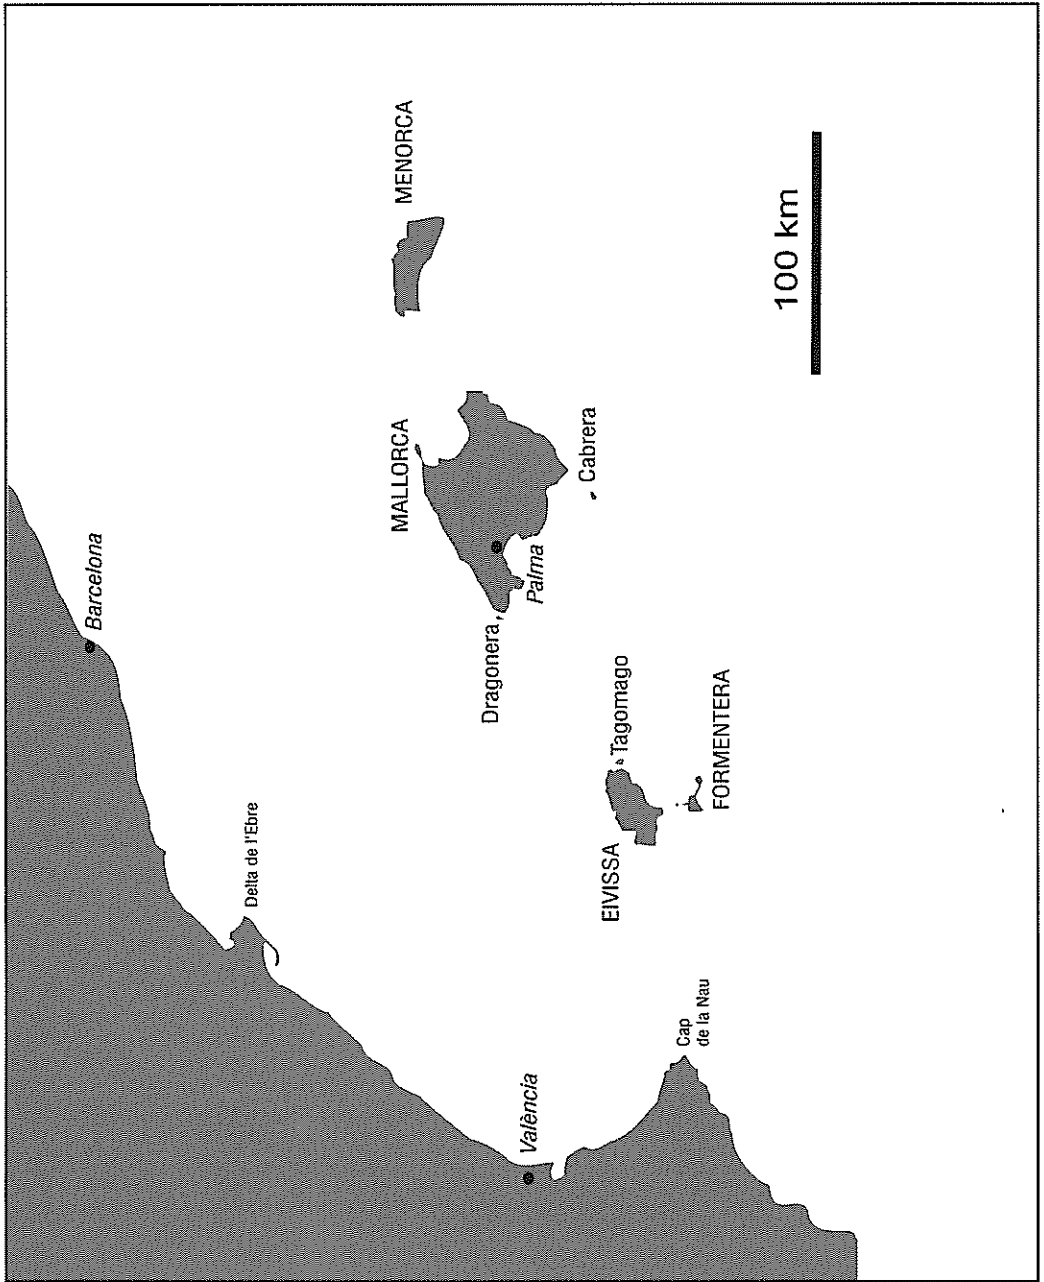 Barcelona
MENORCA
MALLORCA
Delta de l'Ebre
Dragonera
Palma
Cabrera
València
EIVISSA
Tagomago
FORMENTERA
Cap
de la Nau
100 km